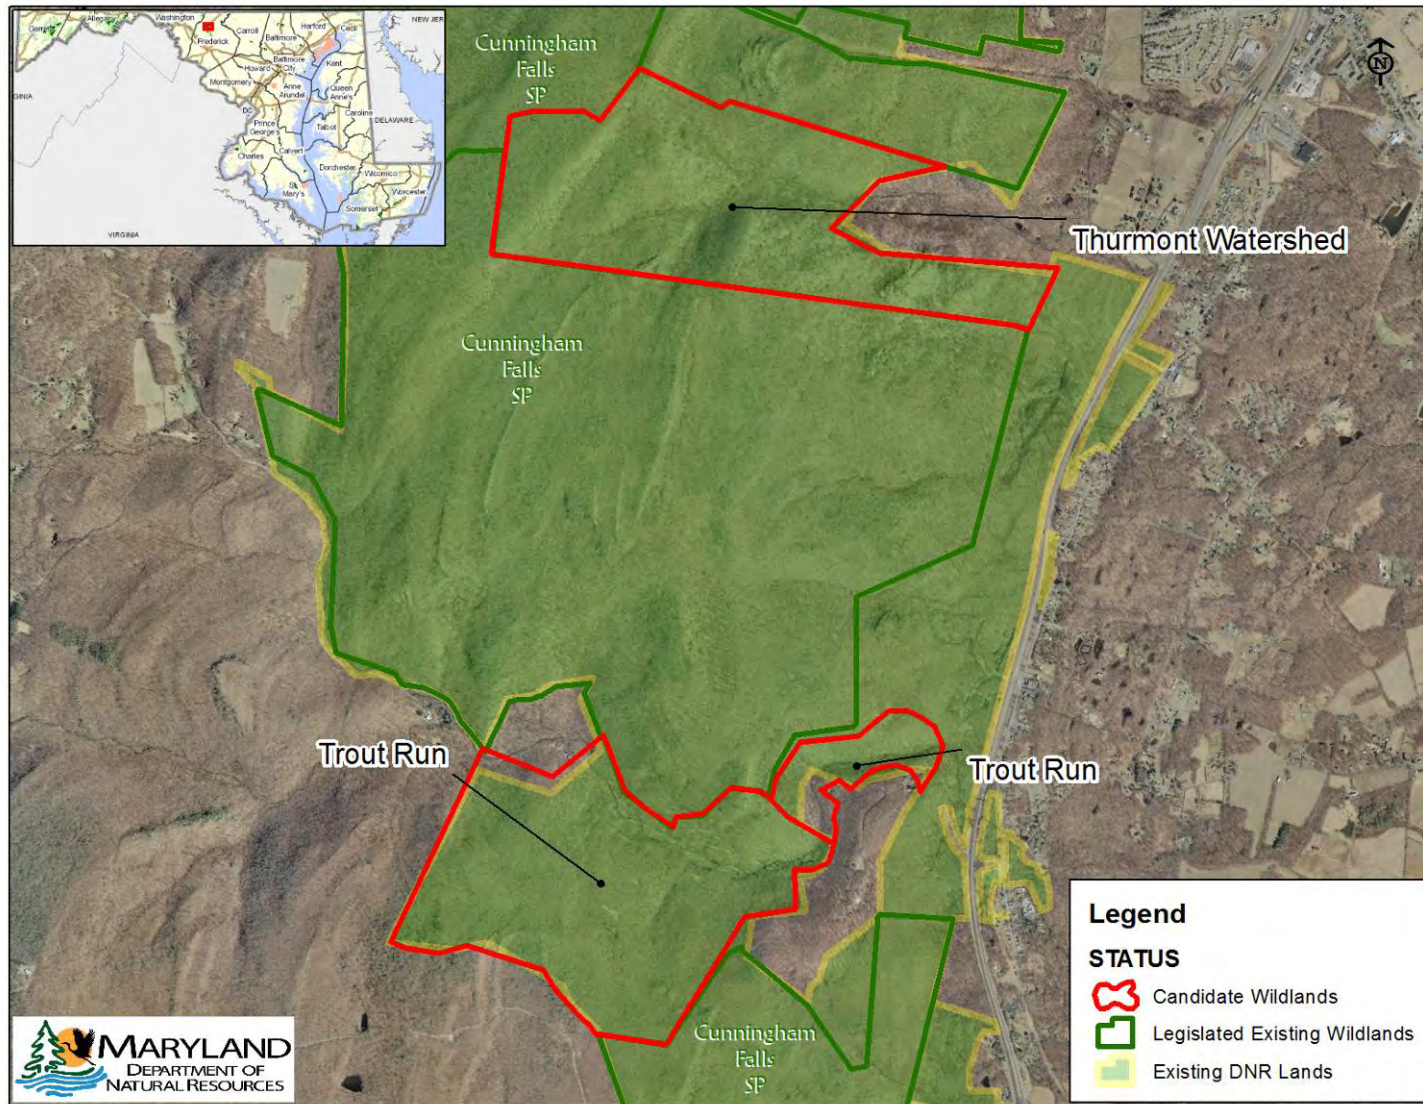 Allegany
Washington
Carroll
Harford
Cecil
NEW JER
Garrett
Frederick
Baltimore
Baltimore
City
Kent
Howard
Montgomery
Anne
Arundel
Queen
Anne's
DC
Caroline
Prince
George's
Talbot
DELAWARE
Charles
Calvert
Dorchester
Wicomico
St
Mary's
Worcester
Somerset
GINIA
VIRGINIA
Cunningham
Falls
SP
N
Thurmont Watershed
Cunningham
Falls
SP
Trout Run
Trout Run
Cunningham
Falls
SP
Legend
STATUS
Candidate Wildlands
Legislated Existing Wildlands
Existing DNR Lands
MARYLAND
DEPARTMENT OF
NATURAL RESOURCES